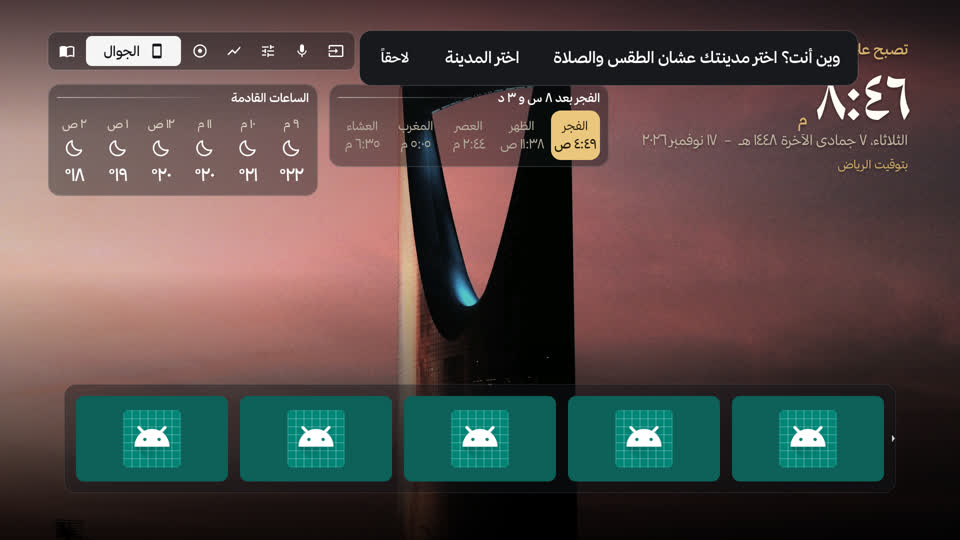 تصبح
٨:٤٦ م
الثلاثاء، ٧ جمادى الآخرة ١٤٤٨ هـ – ١٧ نوفمبر ٢٠٢٦
بتوقيت الرياض
وين أنت؟ اختر مدينتك عشان الطقس والصلاة
اختر المدينة
لاحقاً
الجوال
الفجر بعد ٨ س و ٣ د
الفجر الظهر العصر المغرب العشاء
٤:٤٩ ص ١١:٣٨ ص ٢:٤٤ م ٥:٠٥ م ٦:٣٥ م
الساعات القادمة
٩ م ١٠ م ١١ م ١٢ ص ١ ص ٢ ص
٢٢° ٢١° ٢٠° ٢٠° ١٩° ١٨°